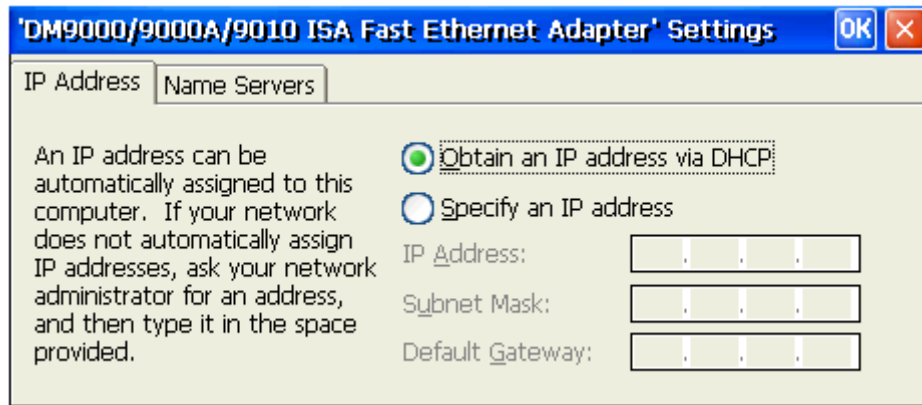 'DM9000/9000A/9010 ISA Fast Ethernet Adapter' Settings OK
IP Address Name Servers
An IP address can be
automatically assigned to this
computer. If your network
does not automatically assign
IP addresses, ask your network
administrator for an address,
and then type it in the space
provided.
Obtain an IP address via DHCP
Specify an IP address
IP Address: . . .
Subnet Mask: . . .
Default Gateway: . . .